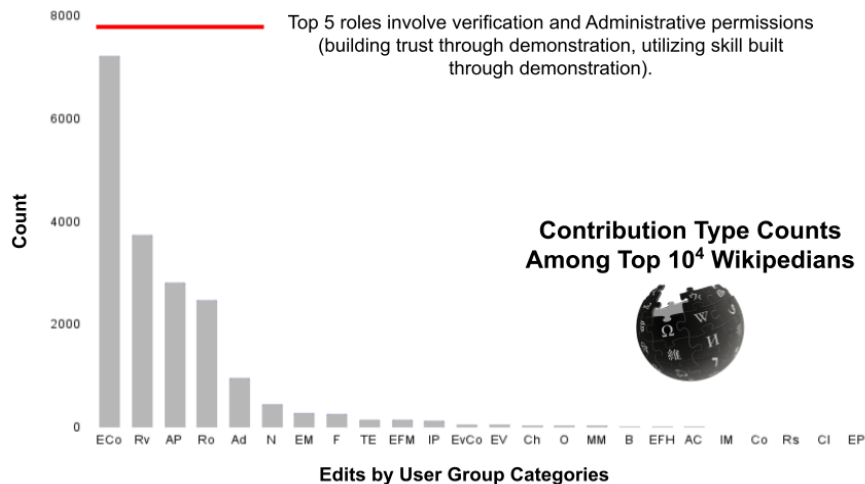 8000
Top 5 roles involve verification and Administrative permissions
(building trust through demonstration, utilizing skill built
through demonstration).
6000
4000
2000
0
Count
Contribution Type Counts
Among Top 10⁴ Wikipedians
Ω W И 維
ECo Rv AP Ro Ad N EM F TE EFM IP EvCo EV Ch O MM B EFH AC IM Co Rs CI EP
Edits by User Group Categories